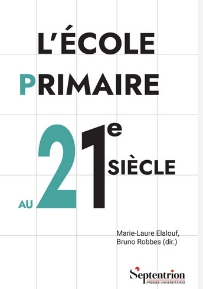 L'ÉCOLE
PRIMAIRE
AU 21e
SIÈCLE
Marie-Laure Elalouf,
Bruno Robbes (dir.)
Septentrion
PRESSES UNIVERSITAIRES